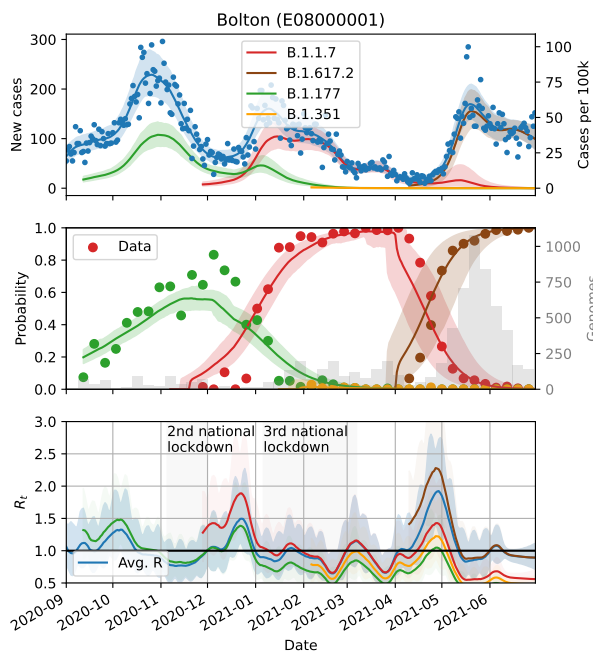 Bolton (E08000001)
New cases
300
200
100
0
B.1.1.7
B.1.617.2
B.1.177
B.1.351
100
75
50
25
0
Cases per 100k
Probability
1.0
0.8
0.6
0.4
0.2
0.0
Data
1000
750
500
250
0
Genomes
Rt
3.0
2.5
2.0
1.5
1.0
0.5
2nd national
lockdown
3rd national
lockdown
Avg. R
2020-09
2020-10
2020-11
2020-12
2021-01
2021-02
2021-03
2021-04
2021-05
2021-06
Date